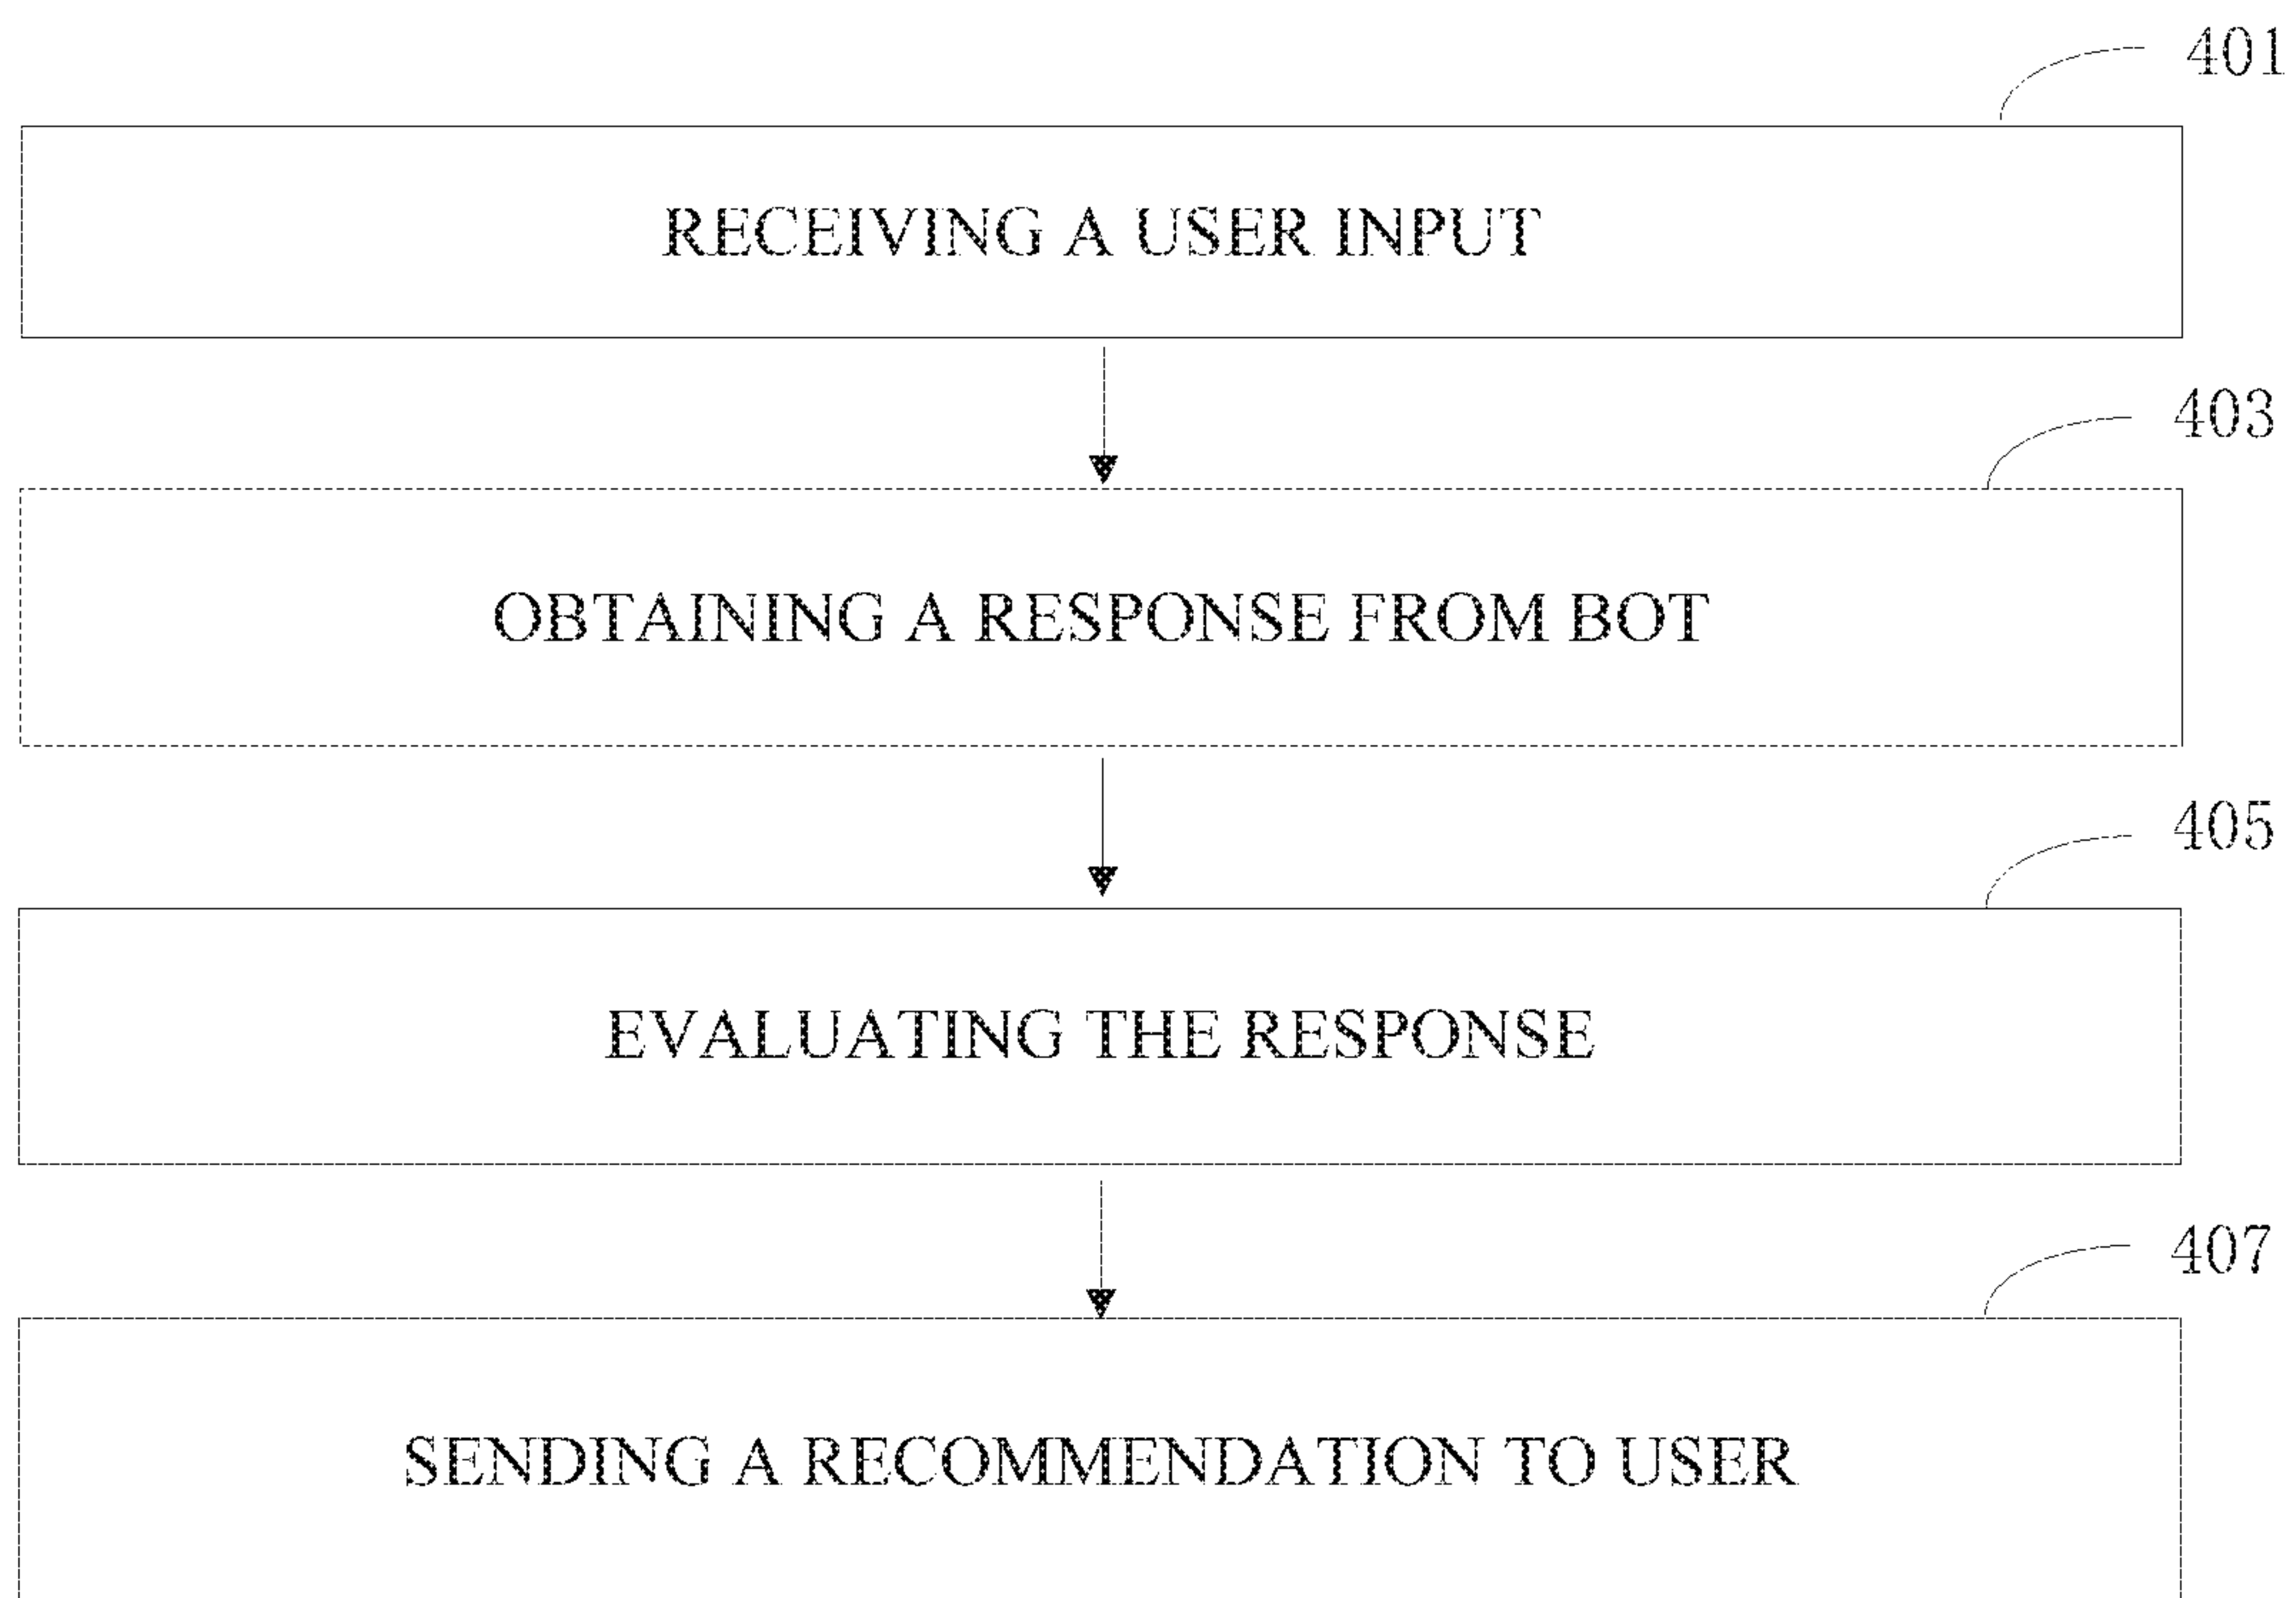 401
RECEIVING A USER INPUT
403
OBTAINING A RESPONSE FROM BOT
405
EVALUATING THE RESPONSE
407
SENDING A RECOMMENDATION TO USER